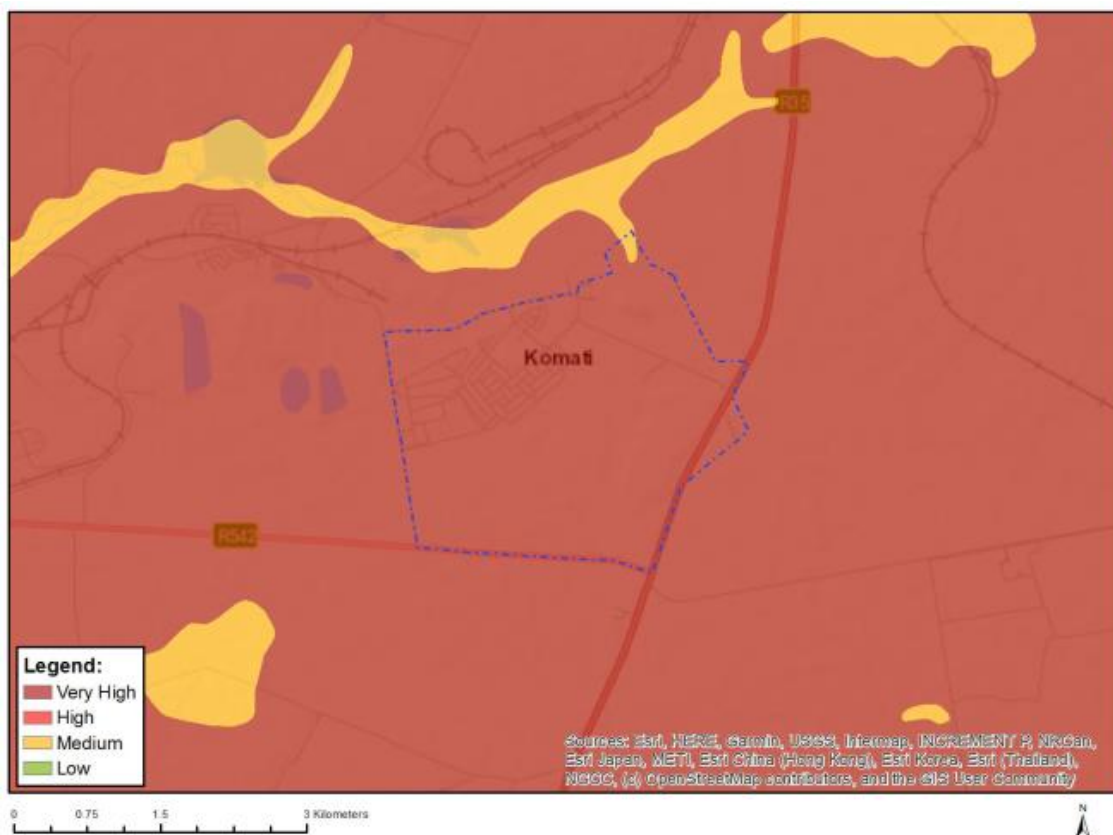 R35
Komati
R542
Legend:
Very High
High
Medium
Low
Sources: Esri, HERE, Garmin, USGS, Intermap, INCREMENT P, NRCan,
Esri Japan, METI, Esri China (Hong Kong), Esri Korea, Esri (Thailand),
NGCC, (c) OpenStreetMap contributors, and the GIS User Community
0 0.75 1.5 3 Kilometers
N